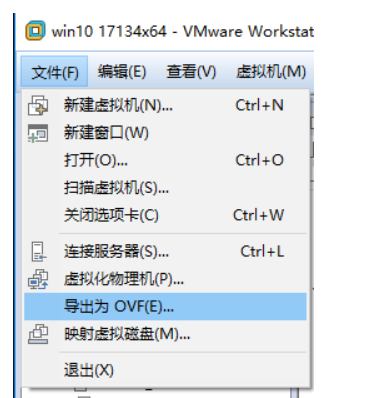 win10 17134x64 - VMware Workstat
文件(F) 编辑(E) 查看(V) 虚拟机(M)
新建虚拟机(N)... Ctrl+N
新建窗口(W)
打开(O)... Ctrl+O
扫描虚拟机(S)...
关闭选项卡(C) Ctrl+W
连接服务器(S)... Ctrl+L
虚拟化物理机(P)...
导出为 OVF(E)...
映射虚拟磁盘(M)...
退出(X)